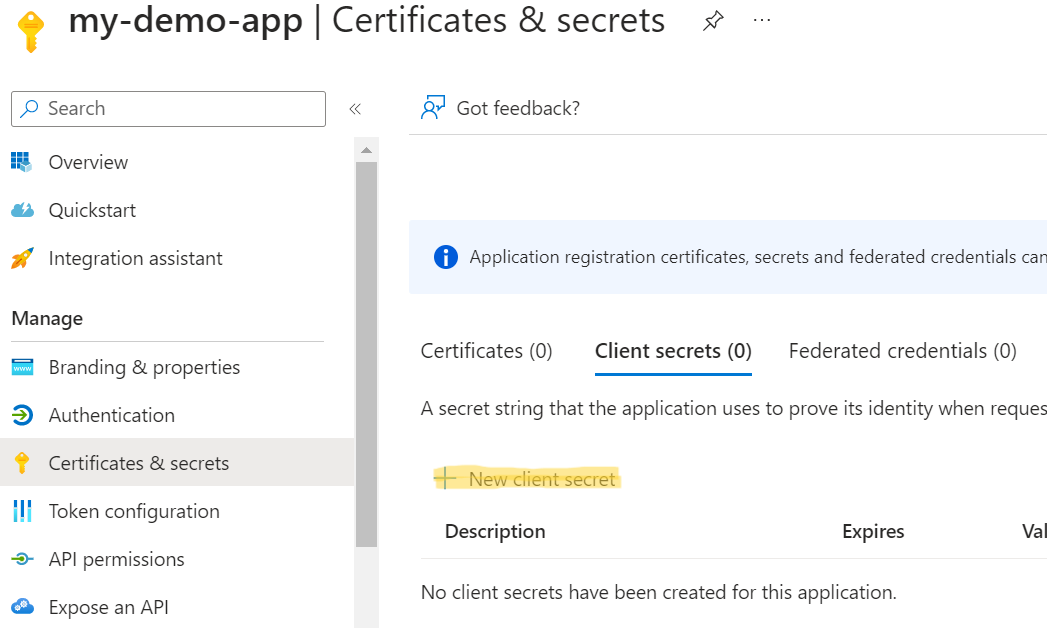 my-demo-app | Certificates & secrets
Search
Got feedback?
Overview
Quickstart
Integration assistant
Manage
Branding & properties
Authentication
Certificates & secrets
Token configuration
API permissions
Expose an API
Application registration certificates, secrets and federated credentials can
Certificates (0)
Client secrets (0)
Federated credentials (0)
A secret string that the application uses to prove its identity when reques
New client secret
Description
Expires
Val
No client secrets have been created for this application.